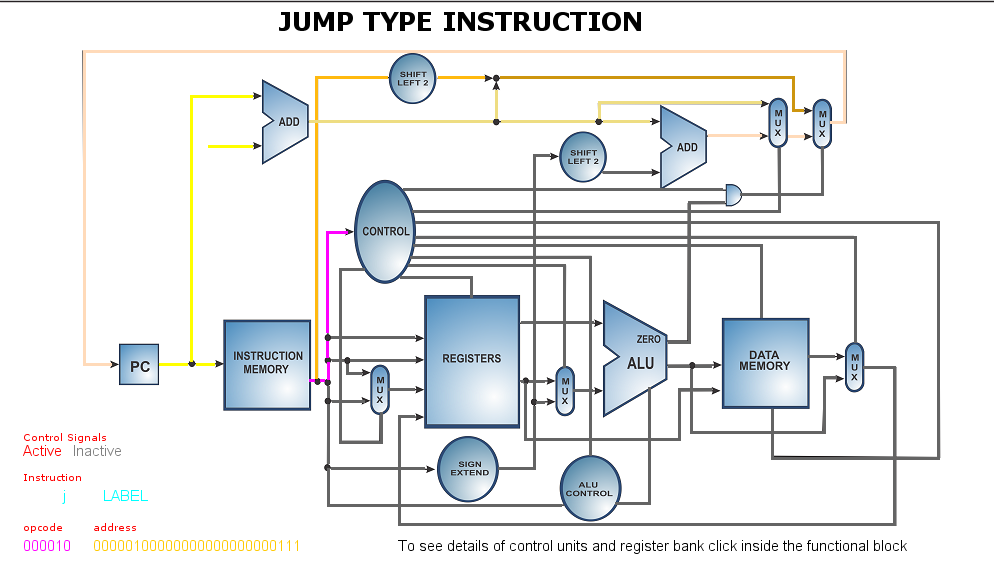 JUMP TYPE INSTRUCTION
SHIFT
LEFT 2
ADD
MUX
MUX
SHIFT
LEFT 2
ADD
CONTROL
PC
INSTRUCTION
MEMORY
MUX
REGISTERS
MUX
ZERO
ALU
DATA
MEMORY
MUX
SIGN
EXTEND
ALU
CONTROL
Control Signals
Active Inactive
Instruction
j LABEL
opcode address
000010 00000100000000000000000111
To see details of control units and register bank click inside the functional block